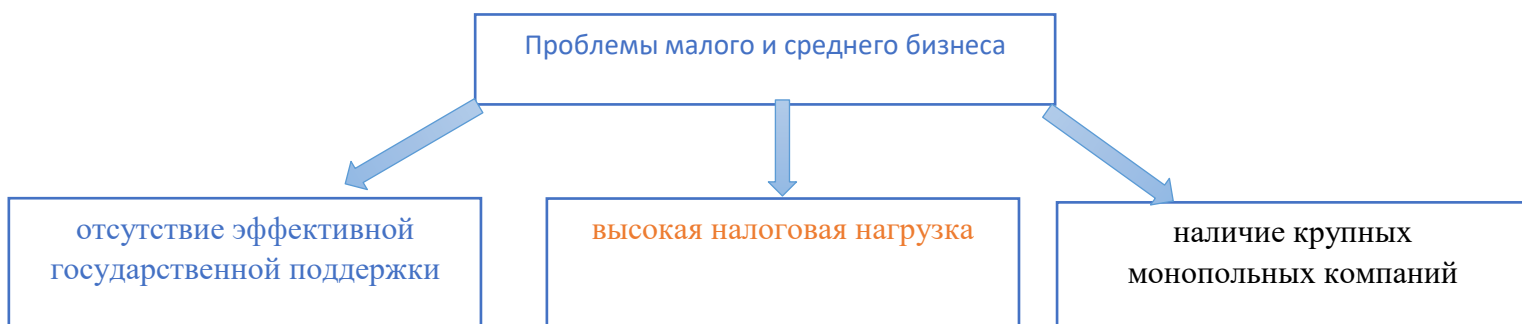 Проблемы малого и среднего бизнеса
отсутствие эффективной
государственной поддержки
высокая налоговая нагрузка
наличие крупных
монопольных компаний